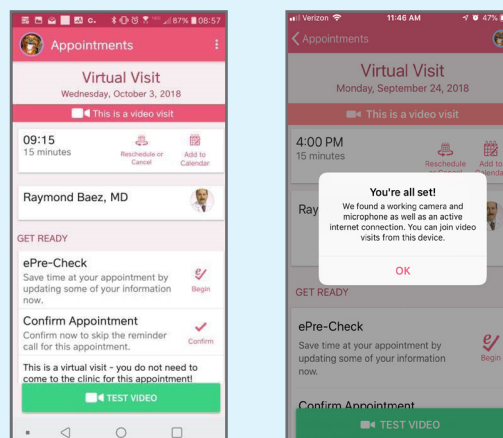 87% 08:57
Appointments
Virtual Visit
Wednesday, October 3, 2018
This is a video visit
09:15
15 minutes
Reschedule or
Cancel
Add to
Calendar
Raymond Baez, MD
GET READY
ePre-Check
Save time at your appointment by
updating some of your information
now.
Begin
Confirm Appointment
Confirm now to skip the reminder
call for this appointment.
Confirm
This is a virtual visit - you do not need to
come to the clinic for this appointment!
TEST VIDEO
Verizon 11:46 AM 47%
Appointments
Virtual Visit
Monday, September 24, 2018
This is a video visit
4:00 PM
15 minutes
Reschedule
or Cancel
Add to
Calendar
Ray
You're all set!
We found a working camera and
microphone as well as an active
internet connection. You can join video
visits from this device.
OK
GET READY
ePre-Check
Save time at your appointment by
updating some of your information
now.
Begin
Confirm Appointment
TEST VIDEO